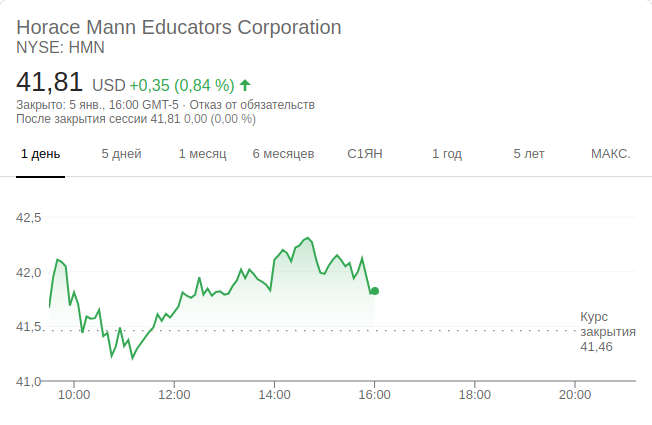 Horace Mann Educators Corporation
NYSE: HMN
41,81 USD +0,35 (0,84 %)
Закрыто: 5 янв., 16:00 GMT-5 · Отказ от обязательств
После закрытия сессии 41,81 0,00 (0,00 %)
1 день 5 дней 1 месяц 6 месяцев С1ЯН 1 год 5 лет МАКС.
42,5
42,0
41,5
41,0
Курс
закрытия
41,46
10:00 12:00 14:00 16:00 18:00 20:00